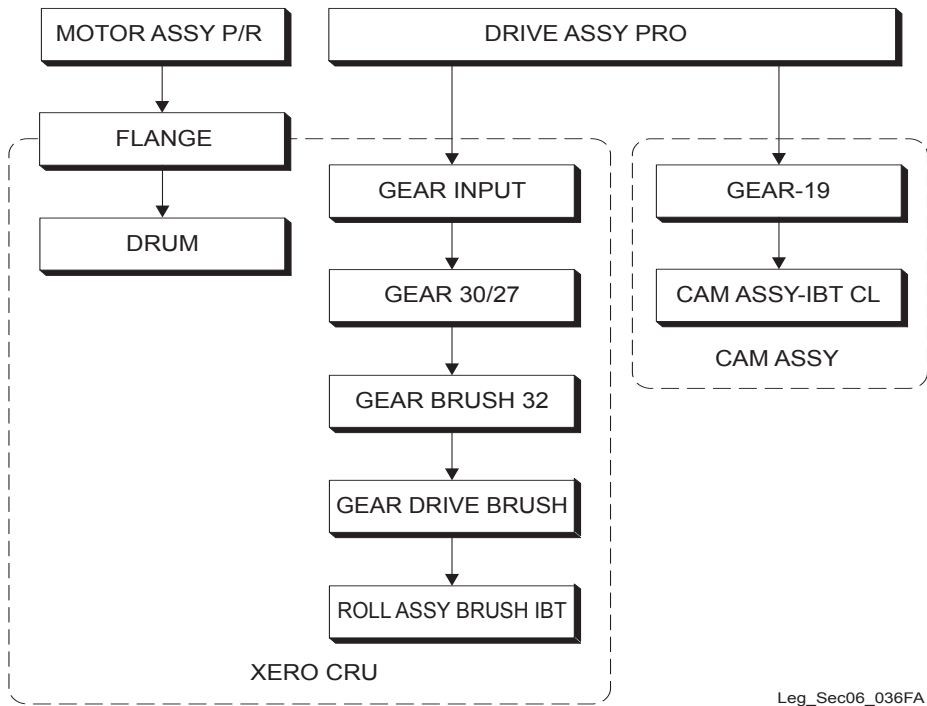 MOTOR ASSY P/R
DRIVE ASSY PRO
FLANGE
GEAR INPUT
GEAR-19
DRUM
GEAR 30/27
CAM ASSY-IBT CL
CAM ASSY
GEAR BRUSH 32
GEAR DRIVE BRUSH
ROLL ASSY BRUSH IBT
XERO CRU
Leg_Sec06_036FA